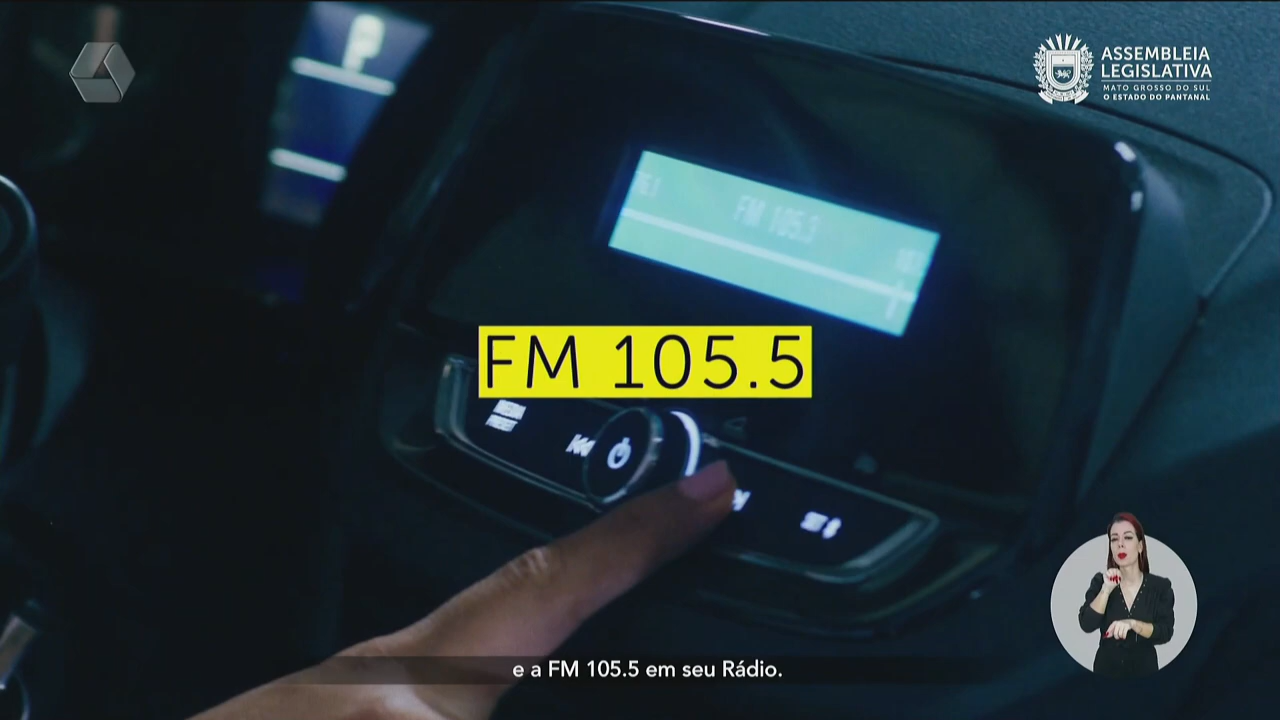 ASSEMBLEIA
LEGISLATIVA
MATO GROSSO DO SUL
O ESTADO DO PANTANAL
FM 105.3
FM 105.5
e a FM 105.5 em seu Rádio.